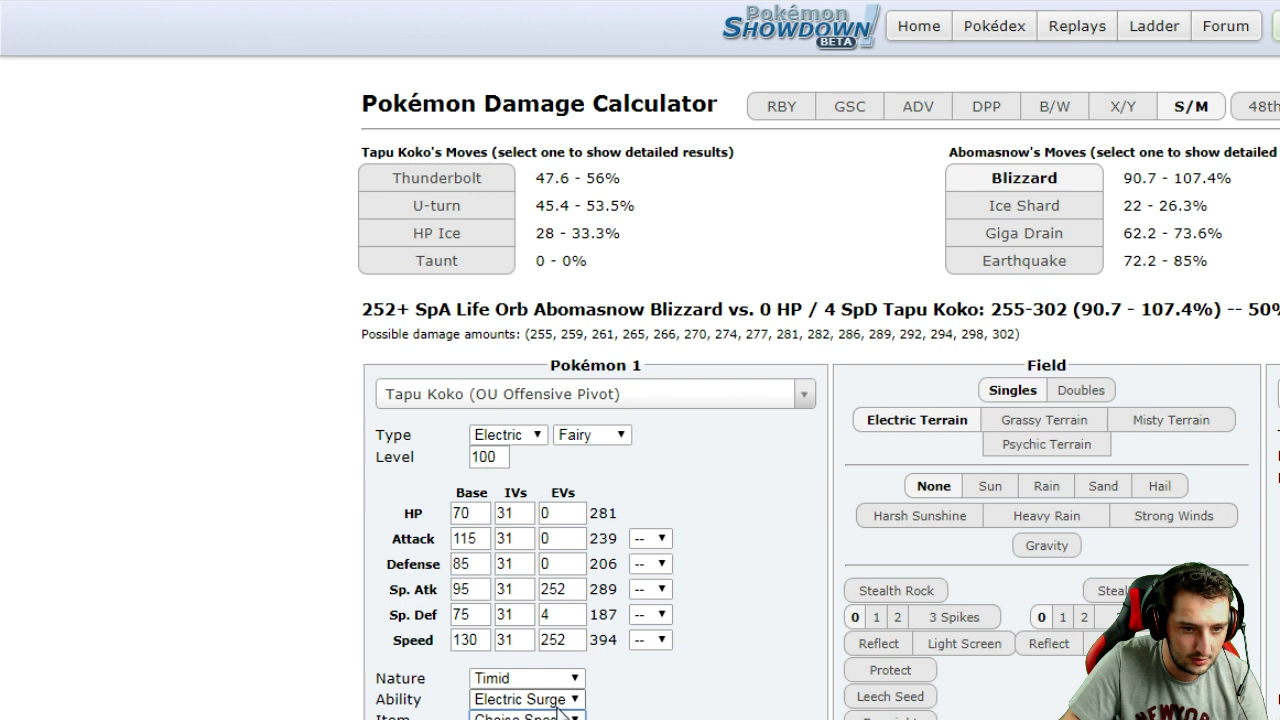 Pokémon
SHOWDOWN!
BETA
Home Pokédex Replays Ladder Forum
Pokémon Damage Calculator
RBY GSC ADV DPP B/W X/Y S/M 48th
Tapu Koko's Moves (select one to show detailed results)
Thunderbolt 47.6 - 56%
U-turn 45.4 - 53.5%
HP Ice 28 - 33.3%
Taunt 0 - 0%
Abomasnow's Moves (select one to show detailed
Blizzard 90.7 - 107.4%
Ice Shard 22 - 26.3%
Giga Drain 62.2 - 73.6%
Earthquake 72.2 - 85%
252+ SpA Life Orb Abomasnow Blizzard vs. 0 HP / 4 SpD Tapu Koko: 255-302 (90.7 - 107.4%) -- 50%
Possible damage amounts: (255, 259, 261, 265, 266, 270, 274, 277, 281, 282, 286, 289, 292, 294, 298, 302)
Pokémon 1
Tapu Koko (OU Offensive Pivot)
Type Electric Fairy
Level 100
Base IVs EVs
HP 70 31 0 281
Attack 115 31 0 239 --
Defense 85 31 0 206 --
Sp. Atk 95 31 252 289 --
Sp. Def 75 31 4 187 --
Speed 130 31 252 394 --
Nature Timid
Ability Electric Surge
Item
Field
Singles Doubles
Electric Terrain Grassy Terrain Misty Terrain
Psychic Terrain
None Sun Rain Sand Hail
Harsh Sunshine Heavy Rain Strong Winds
Gravity
Stealth Rock
0 1 2 3 Spikes 0 1 2
Reflect Light Screen Reflect
Protect
Leech Seed
NEW YORK